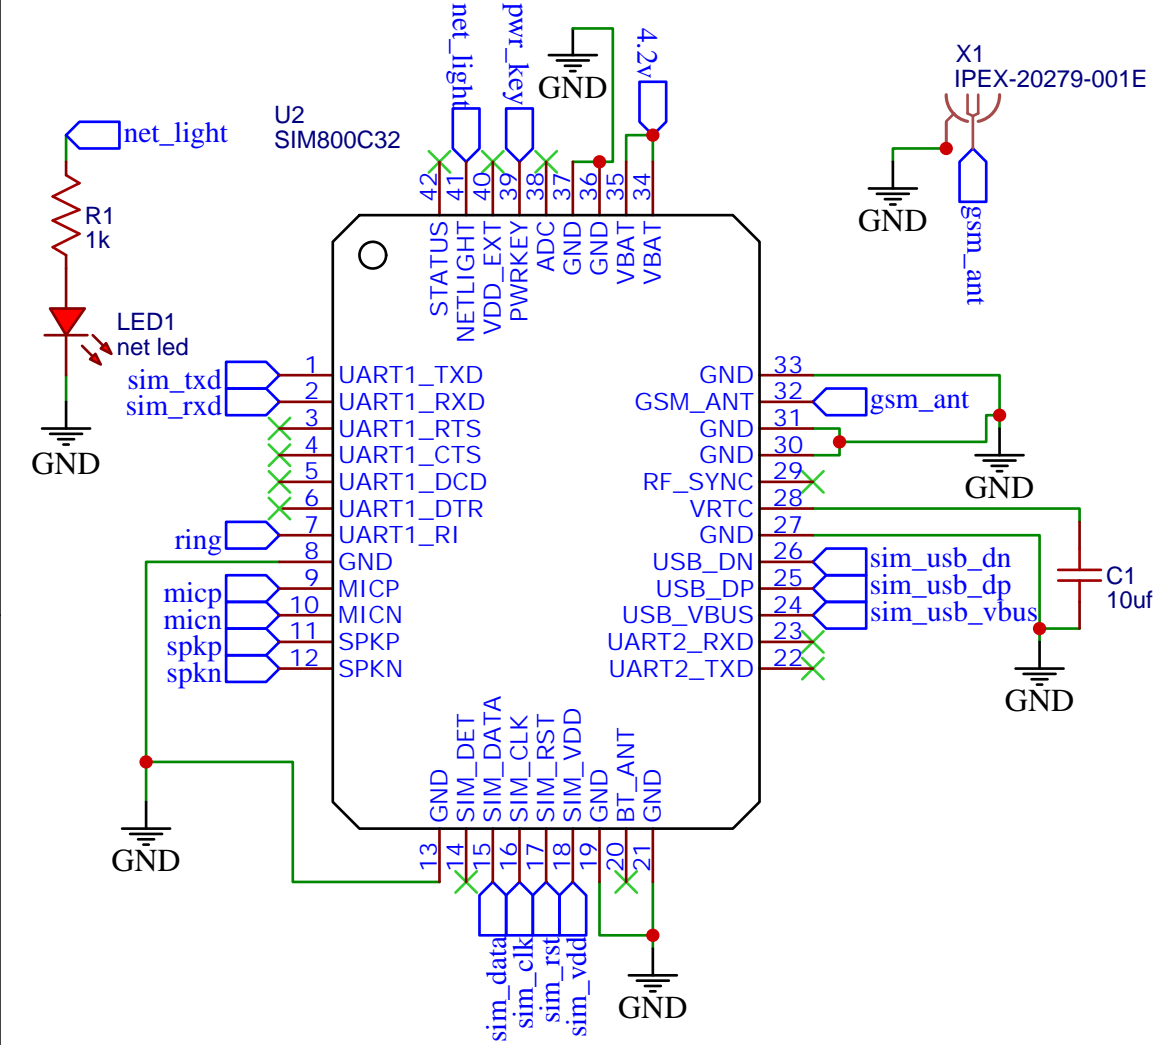 net_light
pwr_key
GND
4.2v
X1
IPEX-20279-001E
U2
SIM800C32
net_light
GND
gsm_ant
R1
1k
42
41
40
39
38
37
36
35
34
STATUS
NETLIGHT
VDD_EXT
PWRKEY
ADC
GND
GND
VBAT
VBAT
LED1
net led
GND
sim_txd 1 UART1_TXD
sim_rxd 2 UART1_RXD
3 UART1_RTS
4 UART1_CTS
5 UART1_DCD
6 UART1_DTR
ring 7 UART1_RI
8 GND
micp 9 MICP
micn 10 MICN
spkp 11 SPKP
spkn 12 SPKN
GND 33
GSM_ANT 32 gsm_ant
GND 31
GND 30
RF_SYNC 29
VRTC 28
GND 27
USB_DN 26 sim_usb_dn
USB_DP 25 sim_usb_dp
USB_VBUS 24 sim_usb_vbus
UART2_RXD 23
UART2_TXD 22
GND
C1
10uf
GND
GND
SIM_DET
SIM_DATA
SIM_CLK
SIM_RST
SIM_VDD
GND
BT_ANT
GND
13
14
15
16
17
18
19
20
21
GND
sim_data
sim_clk
sim_rst
sim_vdd
GND